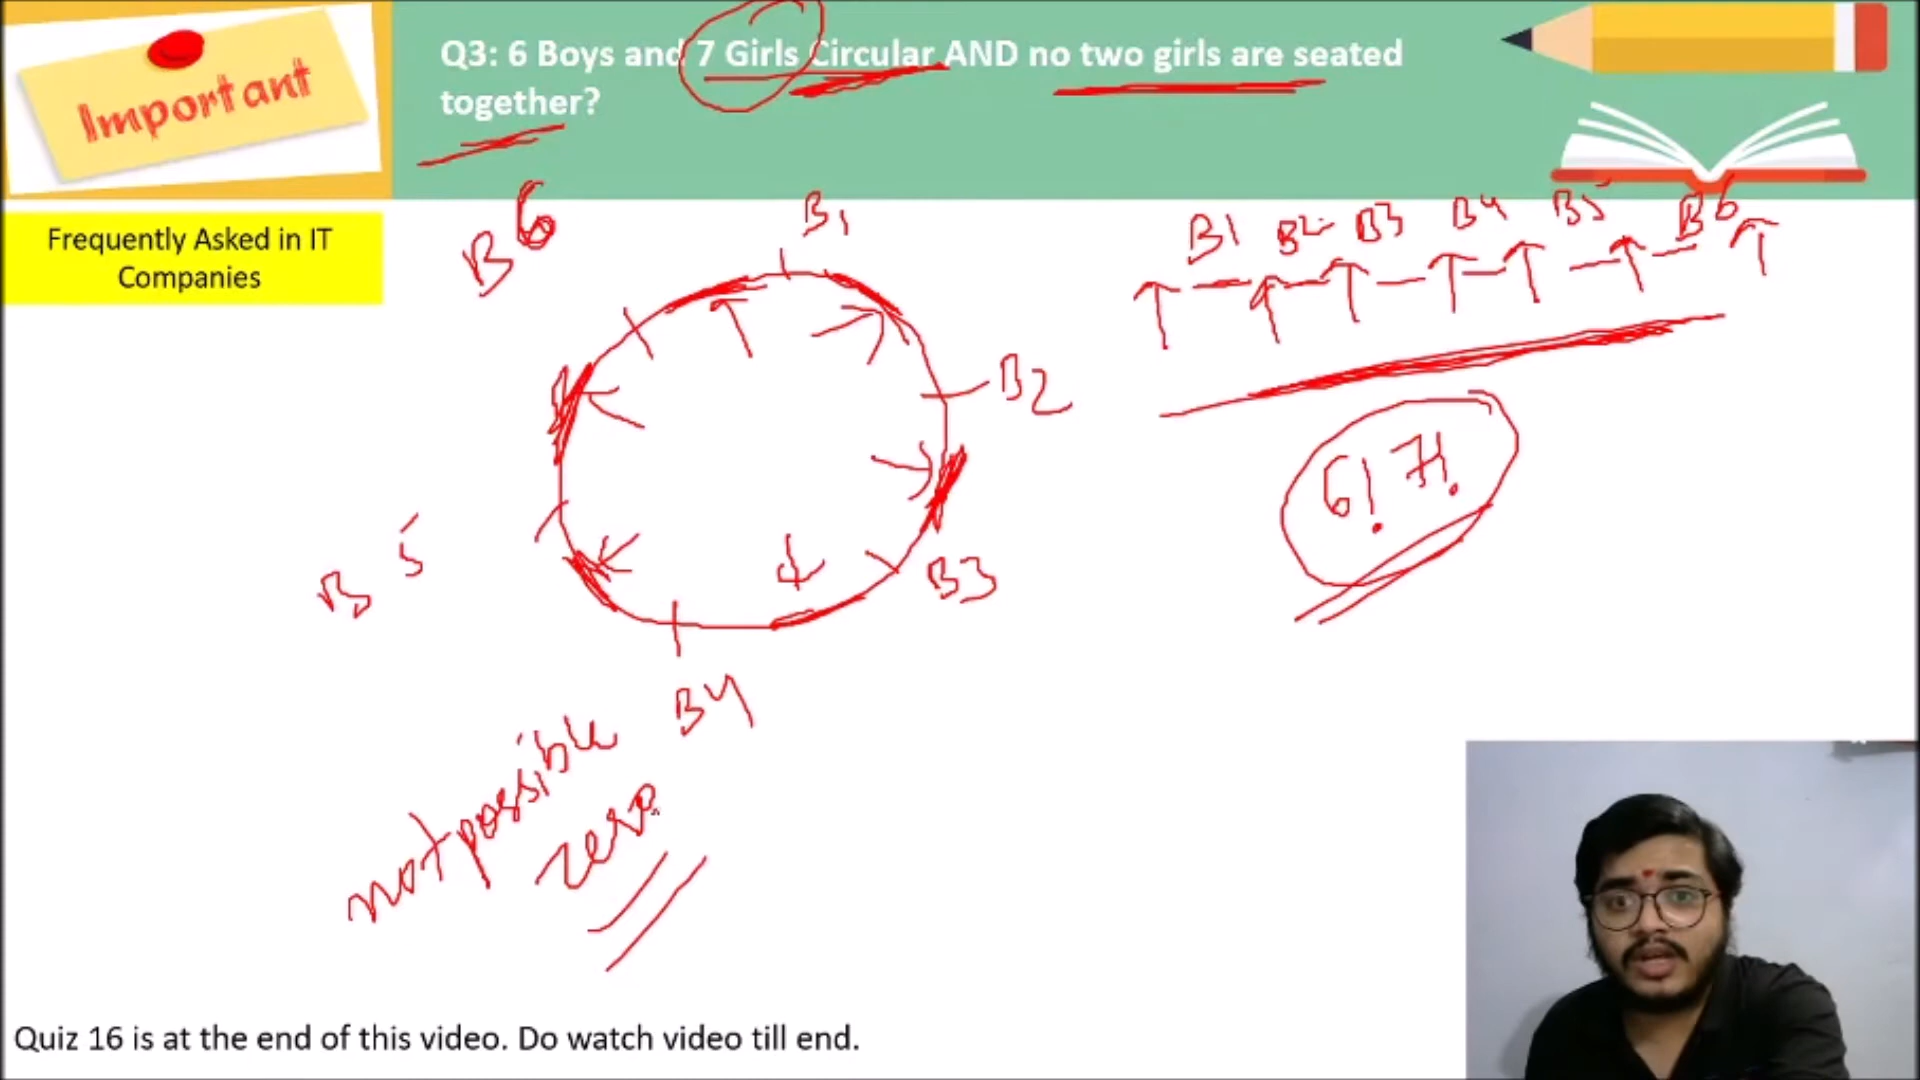 Important
Q3: 6 Boys and 7 Girls Circular AND no two girls are seated
together?
Frequently Asked in IT
Companies
B6
B1
B1 B2 B3 B4 B5 B6
B2
6! 7!
B5
B3
B4
not possible
zero
Quiz 16 is at the end of this video. Do watch video till end.